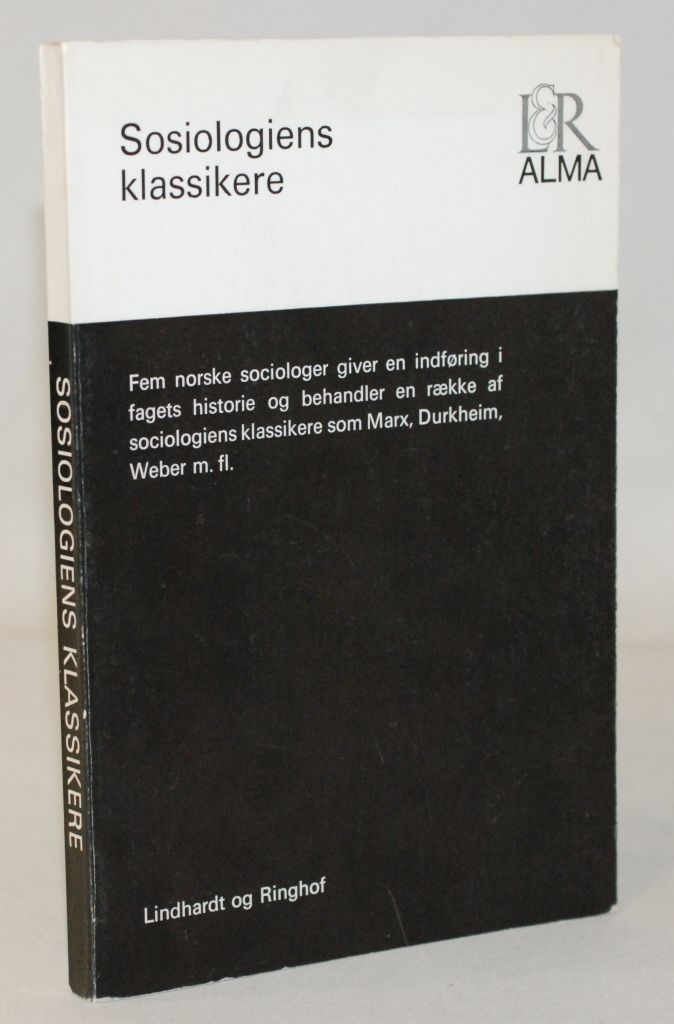 Sosiologiens
klassikere
L&R
ALMA
Fem norske sociologer giver en indføring i
fagets historie og behandler en række af
sociologiens klassikere som Marx, Durkheim,
Weber m. fl.
Lindhardt og Ringhof
SOSIOLOGIENS KLASSIKERE